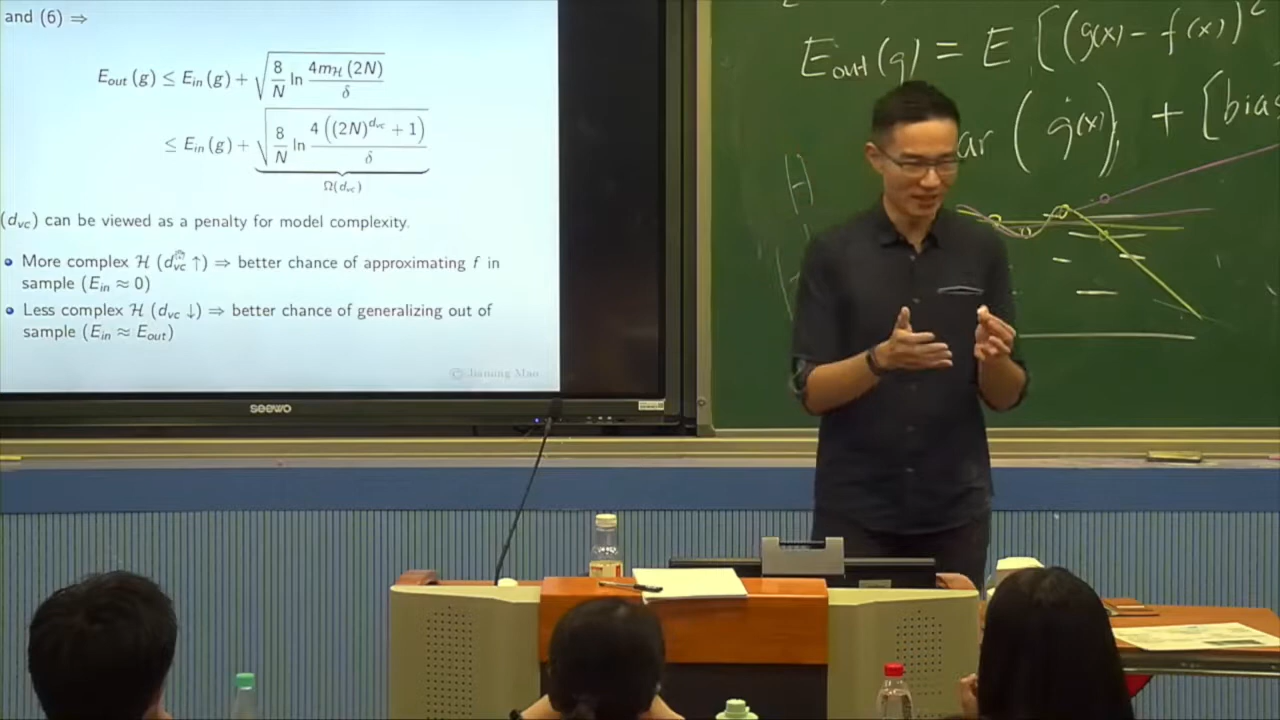 and (6) ⇒
E_out (g) ≤ E_in (g) + √(8/N ln 4m_ℋ (2N)/δ)
≤ E_in (g) + √(8/N ln 4((2N)^{d_vc} + 1)/δ)
Ω(d_vc)
(d_vc) can be viewed as a penalty for model complexity.
More complex ℋ (d_vc ↑) ⇒ better chance of approximating f in
sample (E_in ≈ 0)
Less complex ℋ (d_vc ↓) ⇒ better chance of generalizing out of
sample (E_in ≈ E_out)
© Jianing Mao
seewo
E_out(g) = E [(g(x) - f(x))²
ar (g(x)) + [bias
H